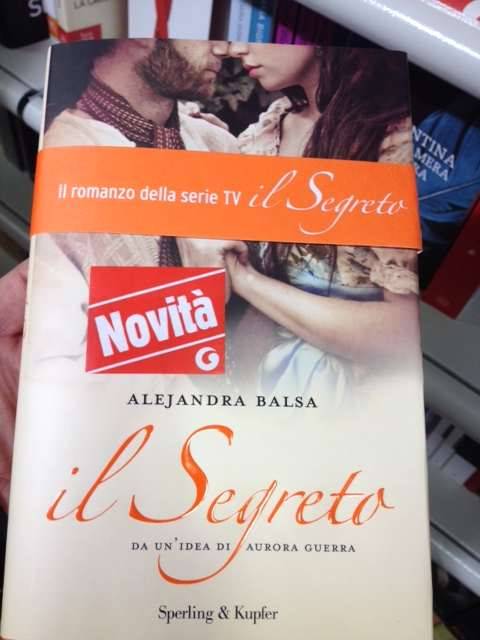 Il romanzo della serie TV il Segreto
Novità
G
ALEJANDRA BALSA
il Segreto
DA UN'IDEA DI AURORA GUERRA
Sperling & Kupfer